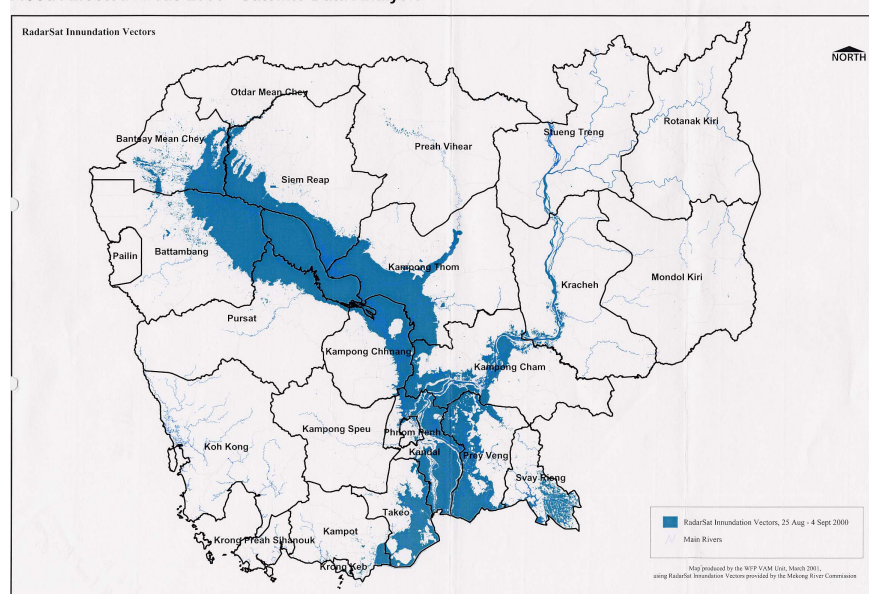 RadarSat Innundation Vectors
NORTH
Otdar Mean Chey
Bantaay Mean Chey
Siem Reap
Preah Vihear
Stueng Treng
Rotanak Kiri
Pailin
Battambang
Kampong Thom
Kracheh
Mondol Kiri
Pursat
Kampong Chhnang
Kampong Cham
Koh Kong
Kampong Speu
Phnom Penh
Kandal
Prey Veng
Svay Rieng
Takeo
Kampot
Krong Preah Sihanouk
Krong Keb
RadarSat Innundation Vectors, 25 Aug - 4 Sept 2000
Main Rivers
Map produced by the WFP VAM Unit, March 2001,
using RadarSat Innundation Vectors provided by the Mekong River Commission